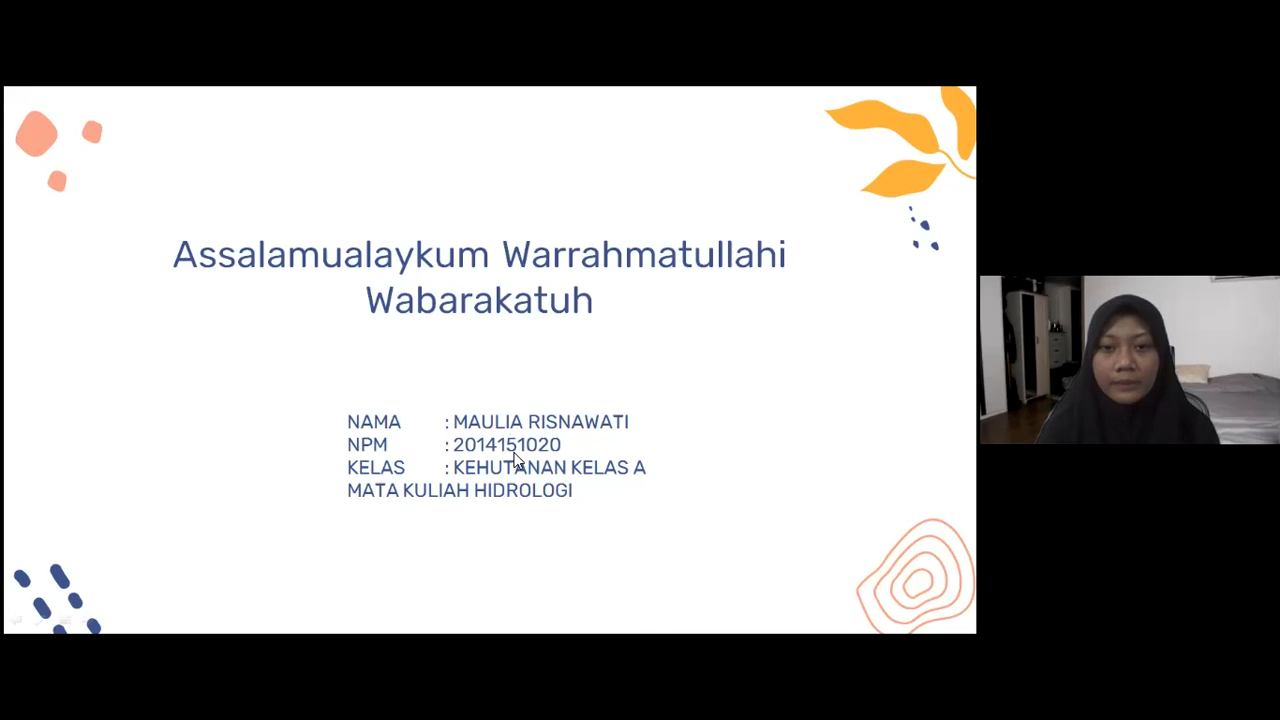 Assalamualaykum Warrahmatullahi
Wabarakatuh
NAMA : MAULIA RISNAWATI
NPM : 2014151020
KELAS : KEHUTANAN KELAS A
MATA KULIAH HIDROLOGI